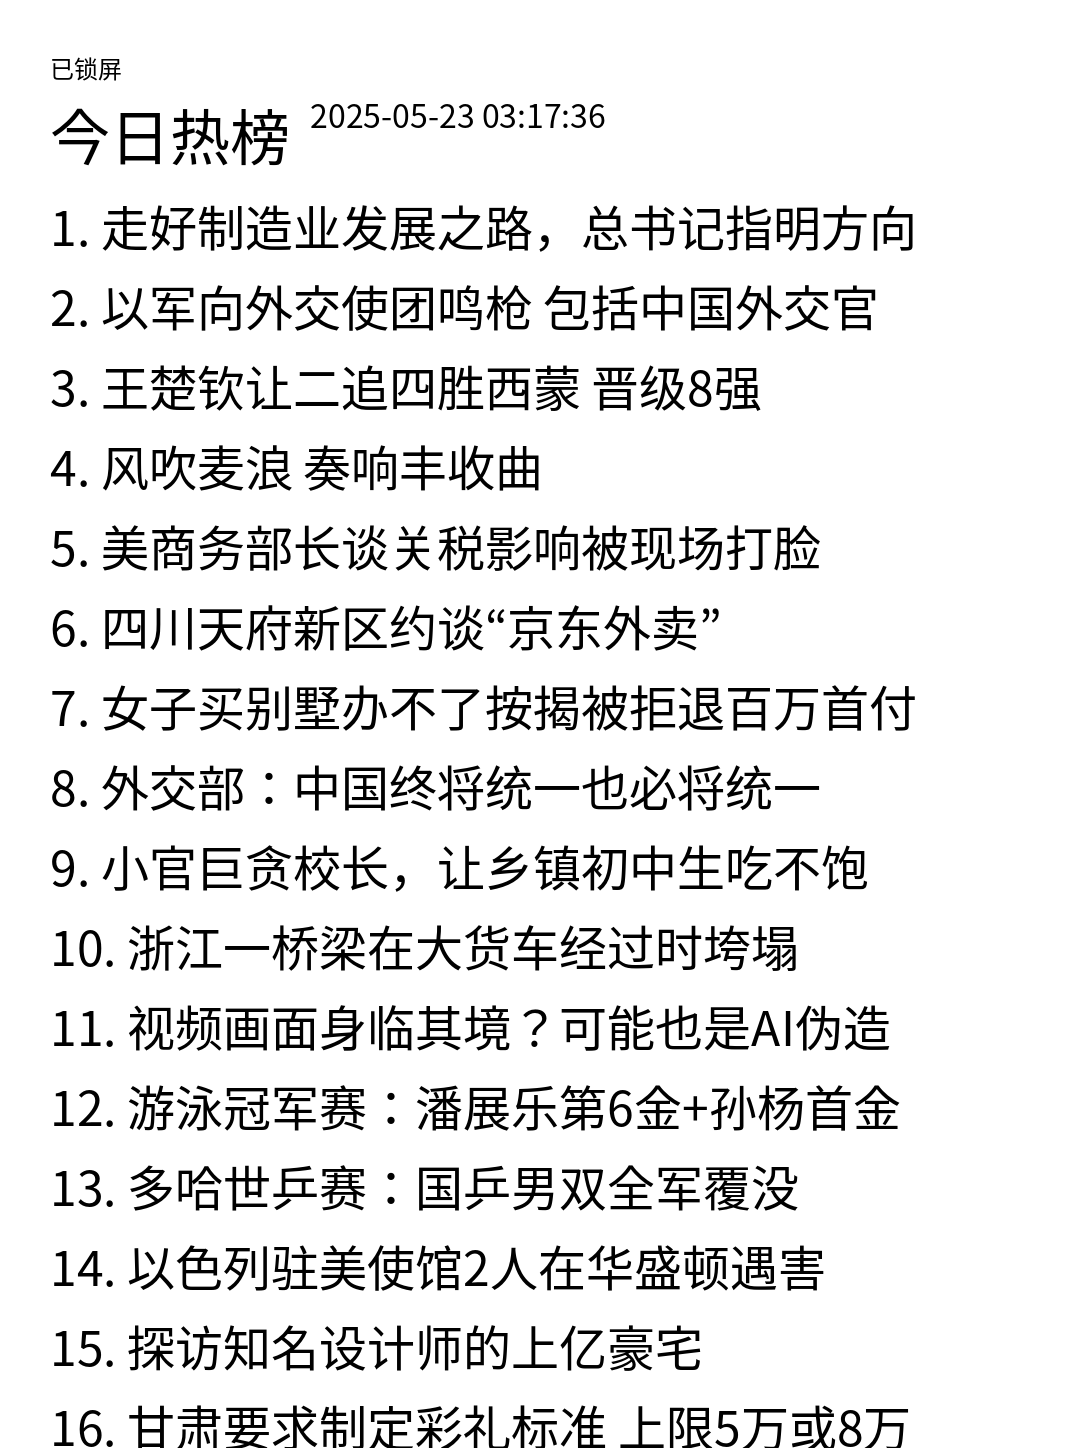 已锁屏
今日热榜 2025-05-23 03:17:36
1. 走好制造业发展之路，总书记指明方向
2. 以军向外交使团鸣枪 包括中国外交官
3. 王楚钦让二追四胜西蒙 晋级8强
4. 风吹麦浪 奏响丰收曲
5. 美商务部长谈关税影响被现场打脸
6. 四川天府新区约谈“京东外卖”
7. 女子买别墅办不了按揭被拒退百万首付
8. 外交部：中国终将统一也必将统一
9. 小官巨贪校长，让乡镇初中生吃不饱
10. 浙江一桥梁在大货车经过时垮塌
11. 视频画面身临其境？可能也是AI伪造
12. 游泳冠军赛：潘展乐第6金+孙杨首金
13. 多哈世乒赛：国乒男双全军覆没
14. 以色列驻美使馆2人在华盛顿遇害
15. 探访知名设计师的上亿豪宅
16. 甘肃要求制定彩礼标准 上限5万或8万